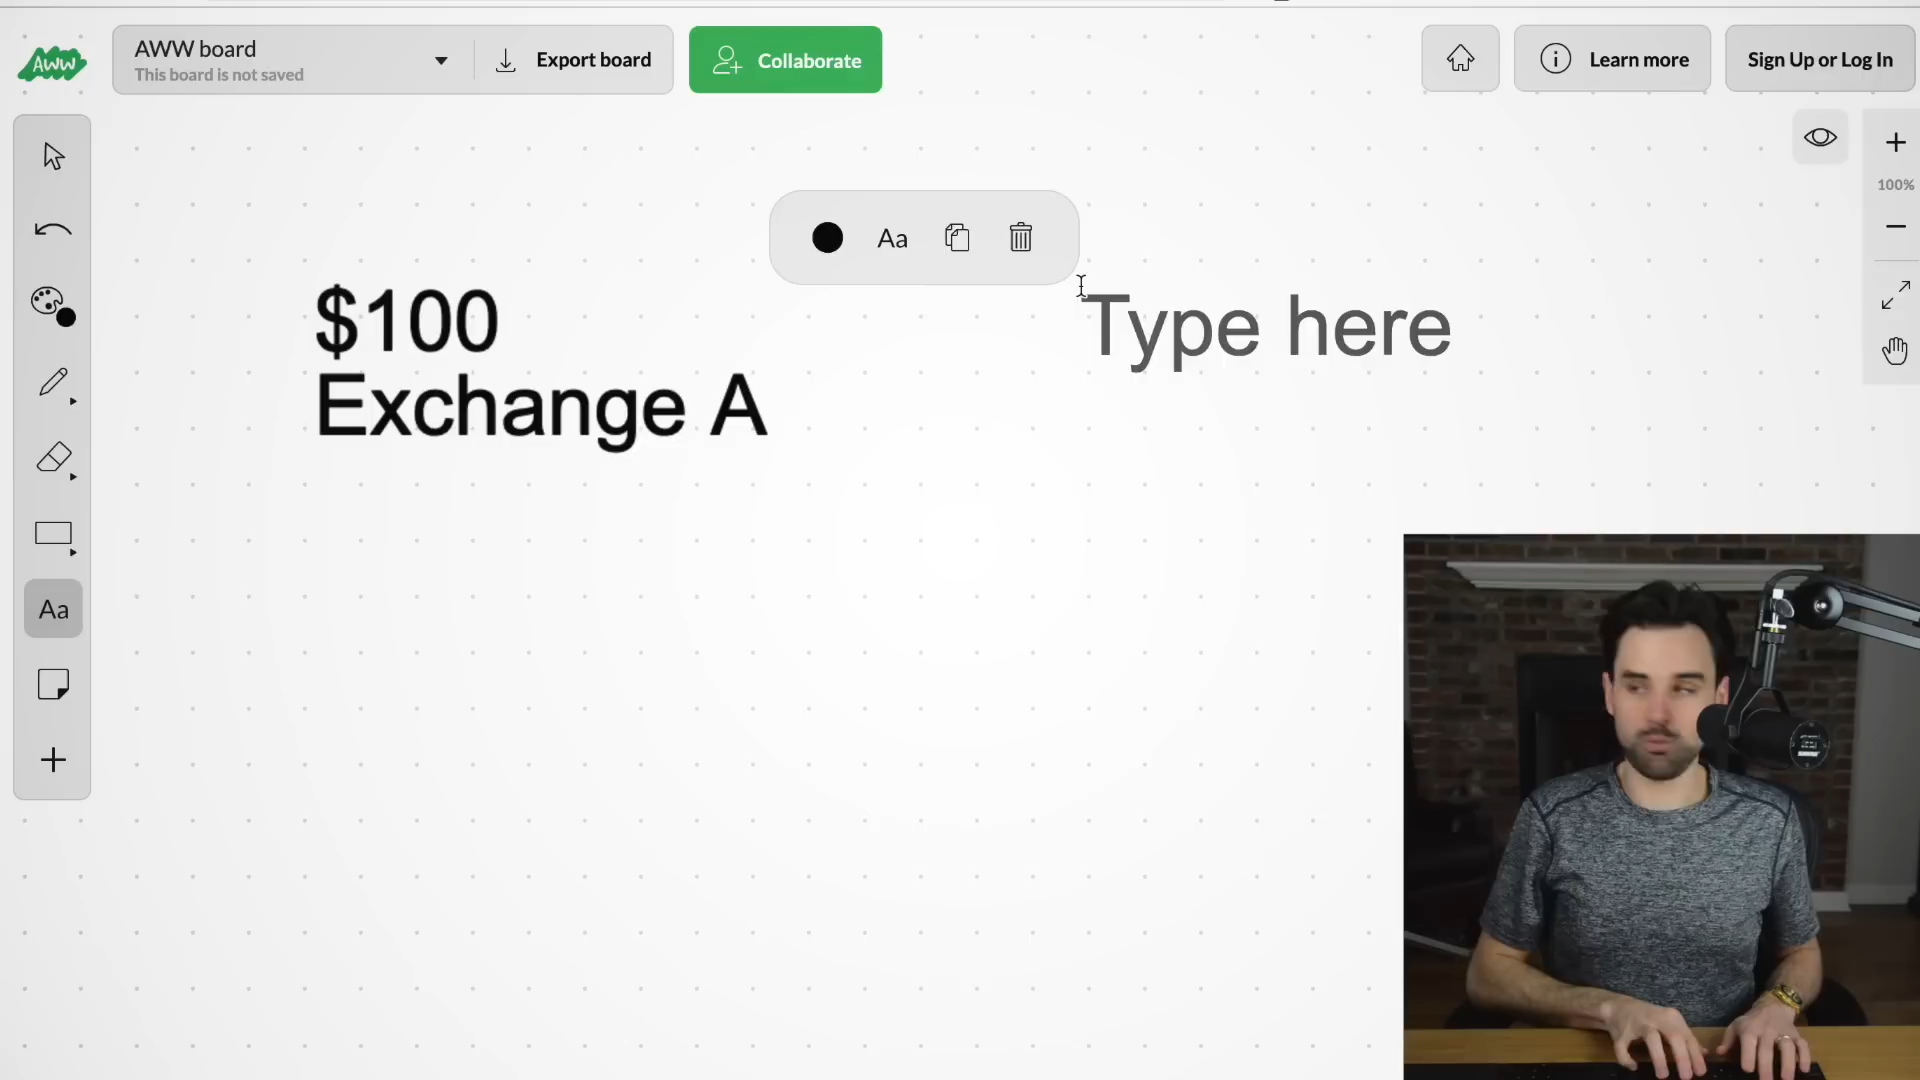 AWW
AWW board
This board is not saved
Export board
Collaborate
Learn more
Sign Up or Log In
100%
Aa
$100
Exchange A
Type here
Aa